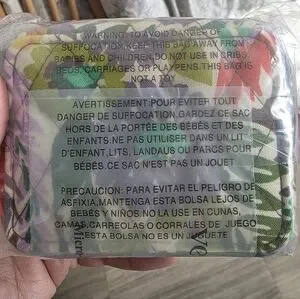 WARNING: TO AVOID DANGER OF
SUFFOCATION, KEEP THIS BAG AWAY FROM
BABIES AND CHILDREN, DO NOT USE IN CRIBS,
BEDS, CARRIAGES OR PLAYPENS. THIS BAG IS
NOT A TOY
AVERTISSEMENT: POUR EVITER TOUT
DANGER DE SUFFOCATION, GARDEZ CE SAC
HORS DE LA PORTÉE DES BÉBÉS ET DES
ENFANTS. NE PAS UTILISER DANS UN LIT
D'ENFANT, LITS, LANDAUS OU PARCS POUR
BÉBÉS. CE SAC N'EST PAS UN JOUET
PRECAUCION: PARA EVITAR EL PELIGRO DE
ASFIXIA, MANTENGA ESTA BOLSA LEJOS DE
BEBÉS Y NIÑOS. NO LA USE EN CUNAS,
CAMAS, CARREOLAS O CORRALES DE JUEGO
ESTA BOLSA NO ES UN JUGUETE
Micro